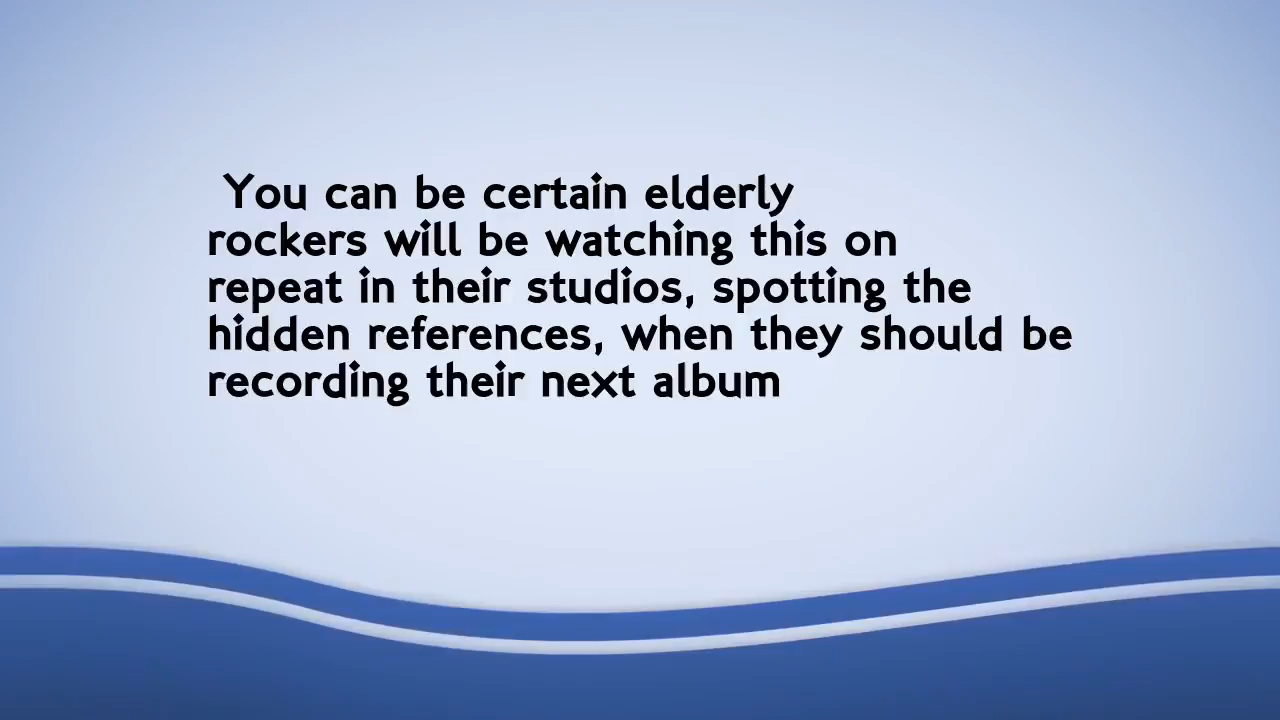 You can be certain elderly
rockers will be watching this on
repeat in their studios, spotting the
hidden references, when they should be
recording their next album